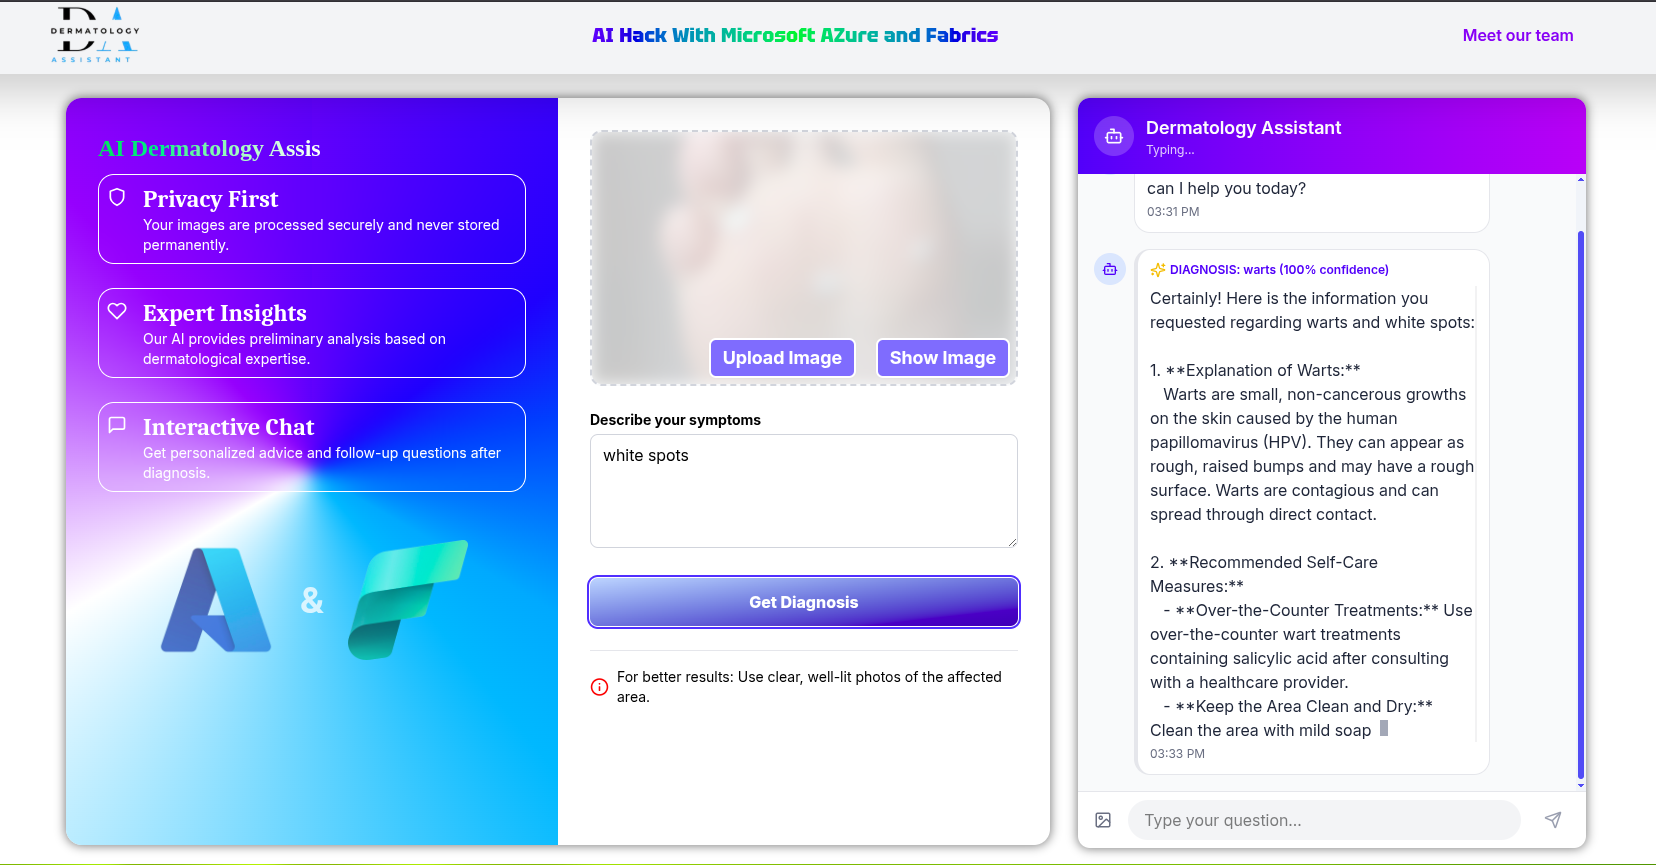 DERMATOLOGY
ASSISTANT
AI Hack With Microsoft AZure and Fabrics
Meet our team
AI Dermatology Assis
Privacy First
Your images are processed securely and never stored
permanently.
Expert Insights
Our AI provides preliminary analysis based on
dermatological expertise.
Interactive Chat
Get personalized advice and follow-up questions after
diagnosis.
&
Upload Image
Show Image
Describe your symptoms
white spots
Get Diagnosis
For better results: Use clear, well-lit photos of the affected
area.
Dermatology Assistant
Typing...
can I help you today?
03:31 PM
DIAGNOSIS: warts (100% confidence)
Certainly! Here is the information you
requested regarding warts and white spots:
1. **Explanation of Warts:**
Warts are small, non-cancerous growths
on the skin caused by the human
papillomavirus (HPV). They can appear as
rough, raised bumps and may have a rough
surface. Warts are contagious and can
spread through direct contact.
2. **Recommended Self-Care
Measures:**
- **Over-the-Counter Treatments:** Use
over-the-counter wart treatments
containing salicylic acid after consulting
with a healthcare provider.
- **Keep the Area Clean and Dry:**
Clean the area with mild soap
03:33 PM
Type your question...